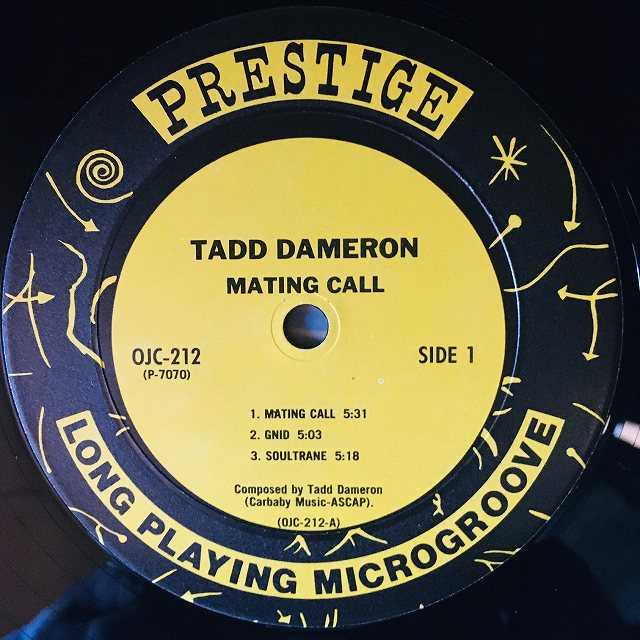 PRESTIGE
TADD DAMERON
MATING CALL
OJC-212
(P-7070)
SIDE 1
1. MATING CALL 5:31
2. GNID 5:03
3. SOULTRANE 5:18
Composed by Tadd Dameron
(Carbaby Music-ASCAP).
(OJC-212-A)
LONG PLAYING MICROGROOVE